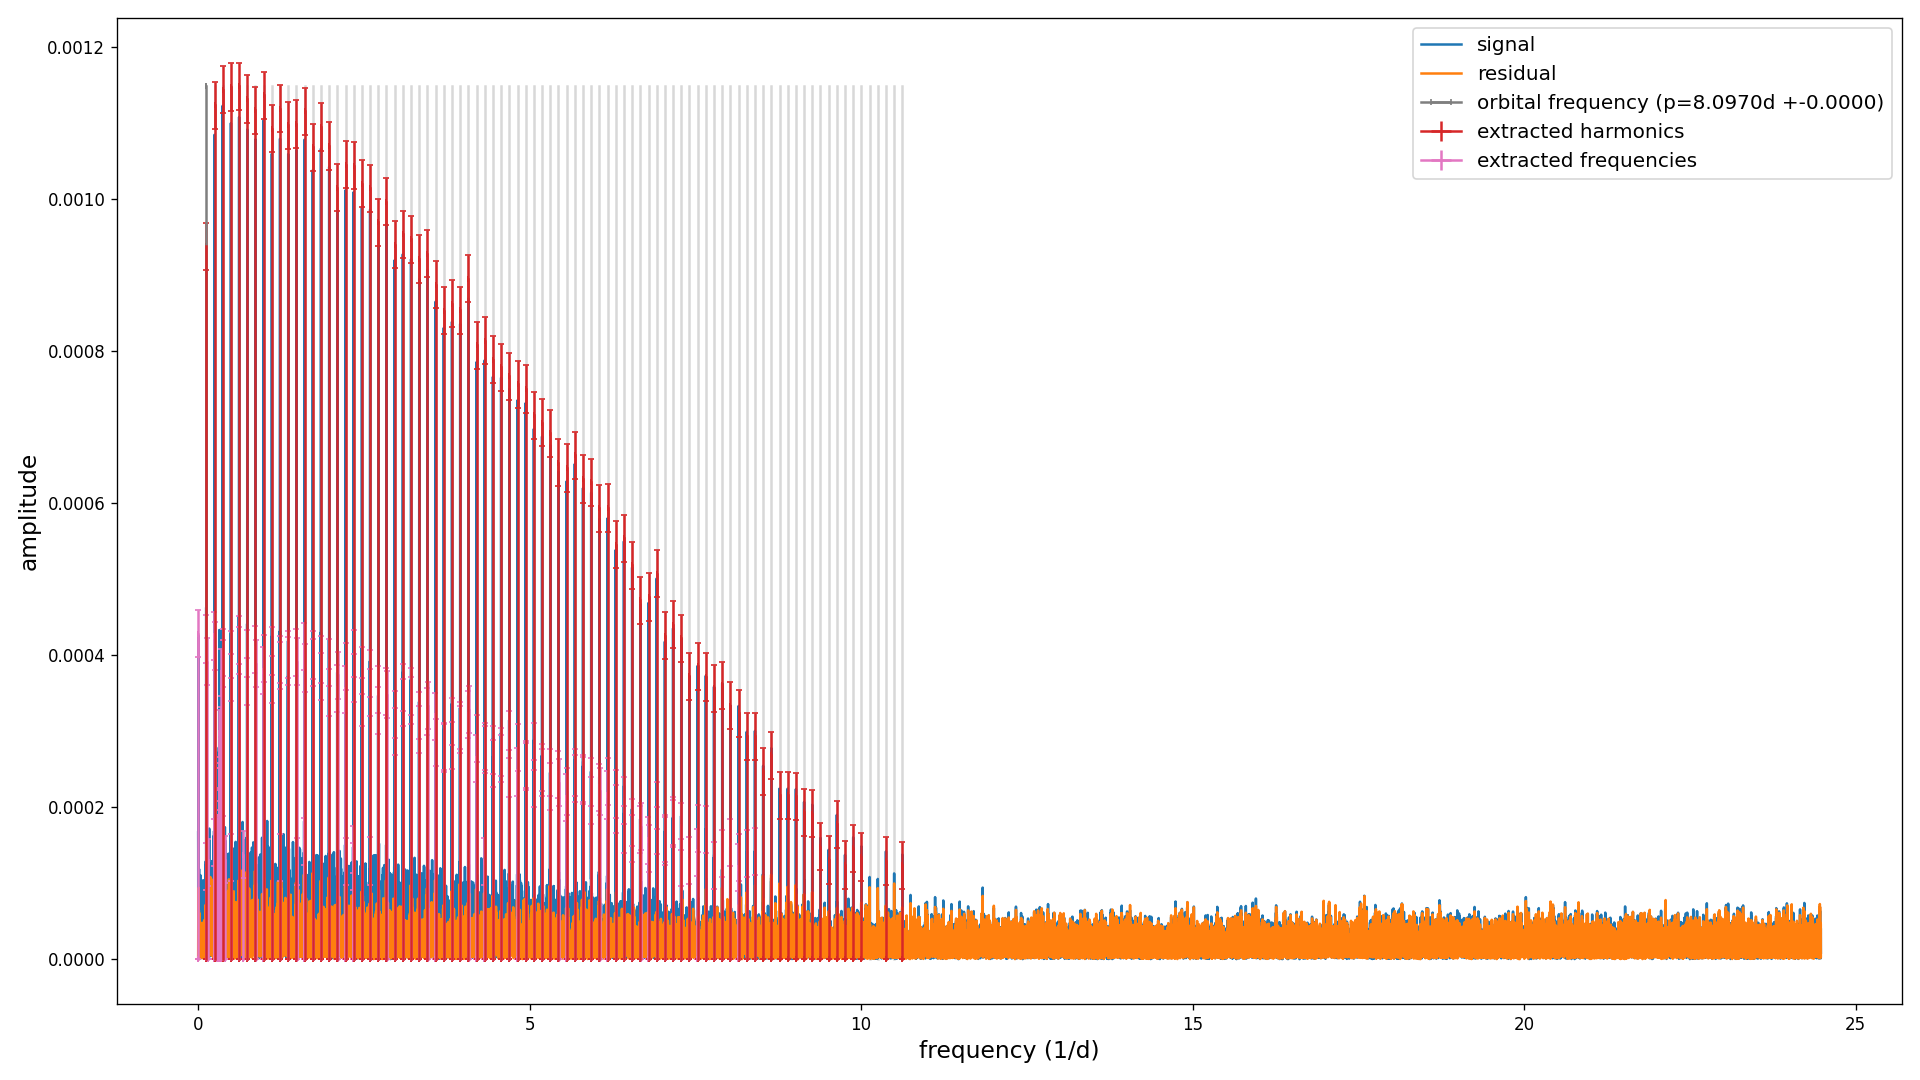 signal
residual
orbital frequency (p=8.0970d +-0.0000)
extracted harmonics
extracted frequencies
0.0012
0.0010
0.0008
0.0006
0.0004
0.0002
0.0000
amplitude
0 5 10 15 20 25
frequency (1/d)